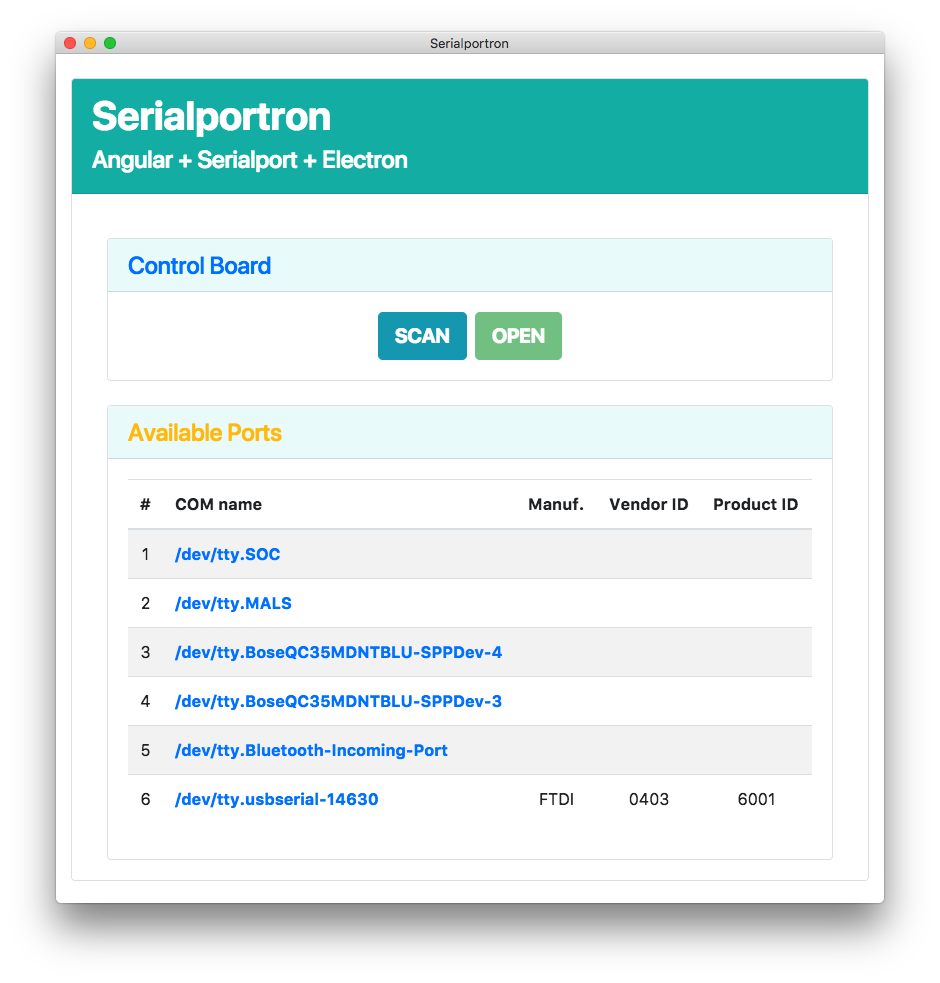 Serialportron
Serialportron
Angular + Serialport + Electron
Control Board
SCAN OPEN
Available Ports
# COM name Manuf. Vendor ID Product ID
1 /dev/tty.SOC
2 /dev/tty.MALS
3 /dev/tty.BoseQC35MDNTBLU-SPPDev-4
4 /dev/tty.BoseQC35MDNTBLU-SPPDev-3
5 /dev/tty.Bluetooth-Incoming-Port
6 /dev/tty.usbserial-14630 FTDI 0403 6001